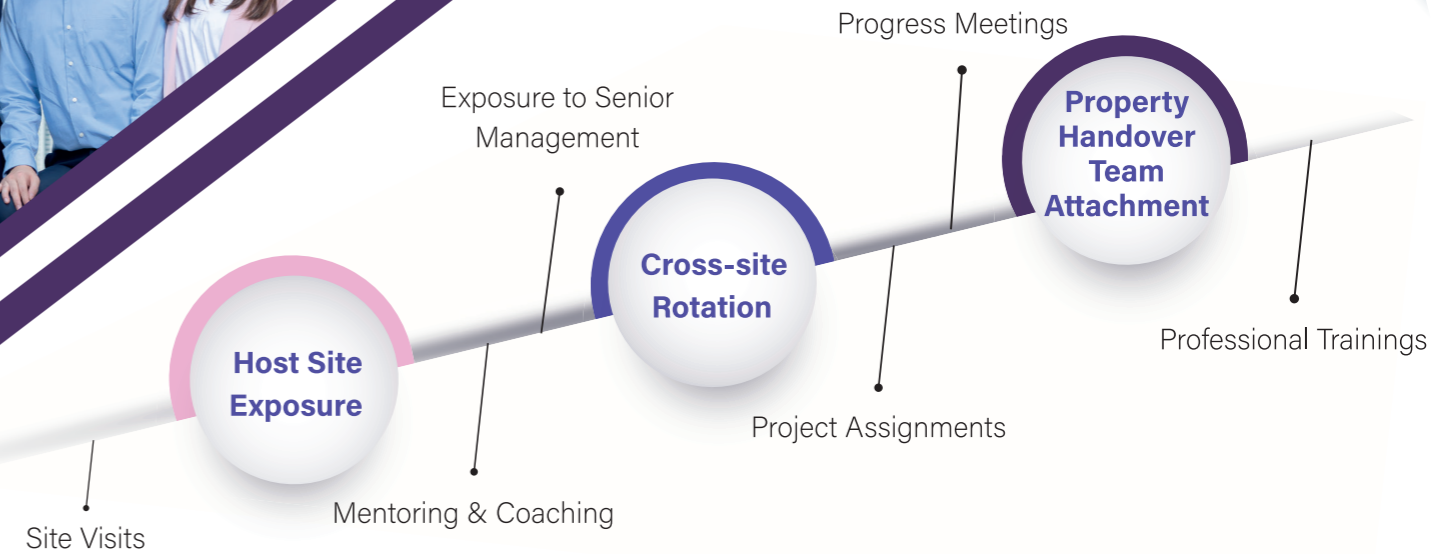 Progress Meetings
Exposure to Senior
Management
Property
Handover
Team
Attachment
Cross-site
Rotation
Professional Trainings
Host Site
Exposure
Project Assignments
Mentoring & Coaching
Site Visits